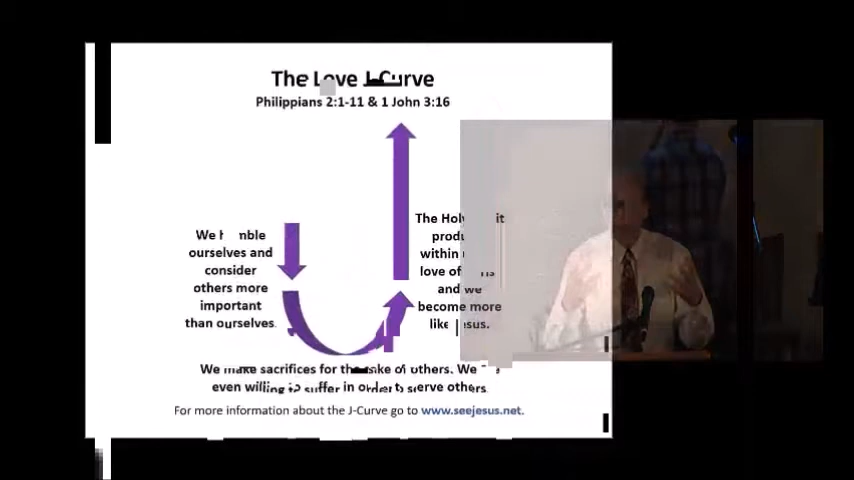 The Love J-Curve
Philippians 2:1-11 & 1 John 3:16
We humble
ourselves and
consider
others more
important
than ourselves.
The Holy
within
love of
and we
become more
like Jesus.
We make sacrifices for the sake of others. We
even willing to suffer in order to serve others.
For more information about the J-Curve go to www.seejesus.net.